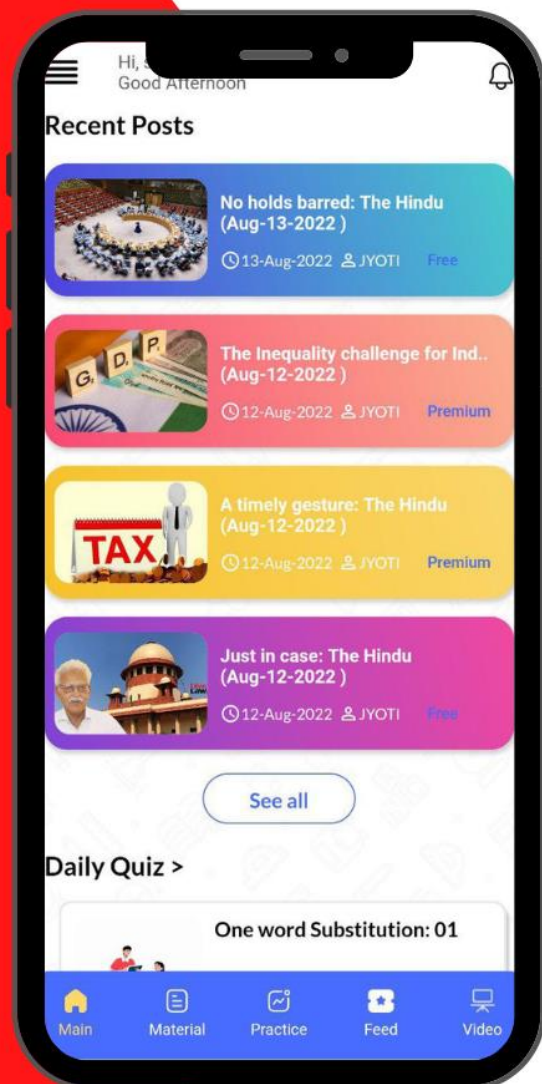 Hi,
Good Afternoon
Recent Posts
No holds barred: The Hindu
(Aug-13-2022 )
13-Aug-2022 JYOTI Free
G D P
The Inequality challenge for Ind..
(Aug-12-2022 )
12-Aug-2022 JYOTI Premium
TAX
A timely gesture: The Hindu
(Aug-12-2022 )
12-Aug-2022 JYOTI Premium
Just in case: The Hindu
(Aug-12-2022 )
12-Aug-2022 JYOTI Free
See all
Daily Quiz >
One word Substitution: 01
Main Material Practice Feed Video